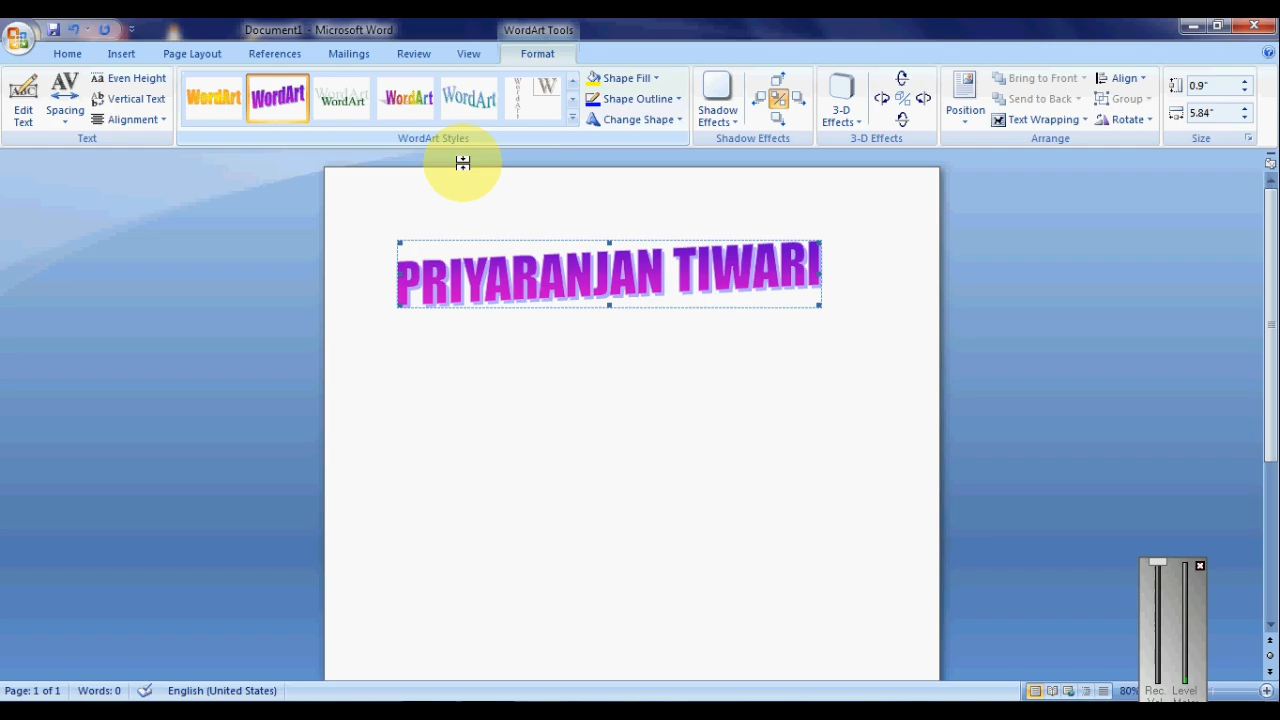 Document1 - Microsoft Word
WordArt Tools
Home Insert Page Layout References Mailings Review View Format
Edit Text
Spacing
Even Height
Vertical Text
Alignment
Text
WordArt WordArt WordArt WordArt WordArt WordArt W
WordArt Styles
Shape Fill
Shape Outline
Change Shape
Shadow Effects
Shadow Effects
3-D Effects
3-D Effects
Position
Bring to Front
Send to Back
Text Wrapping
Align
Group
Rotate
Arrange
0.9"
5.84"
Size
PRIYARANJAN TIWARI
Page: 1 of 1 Words: 0 English (United States) 80%
Rec. Level